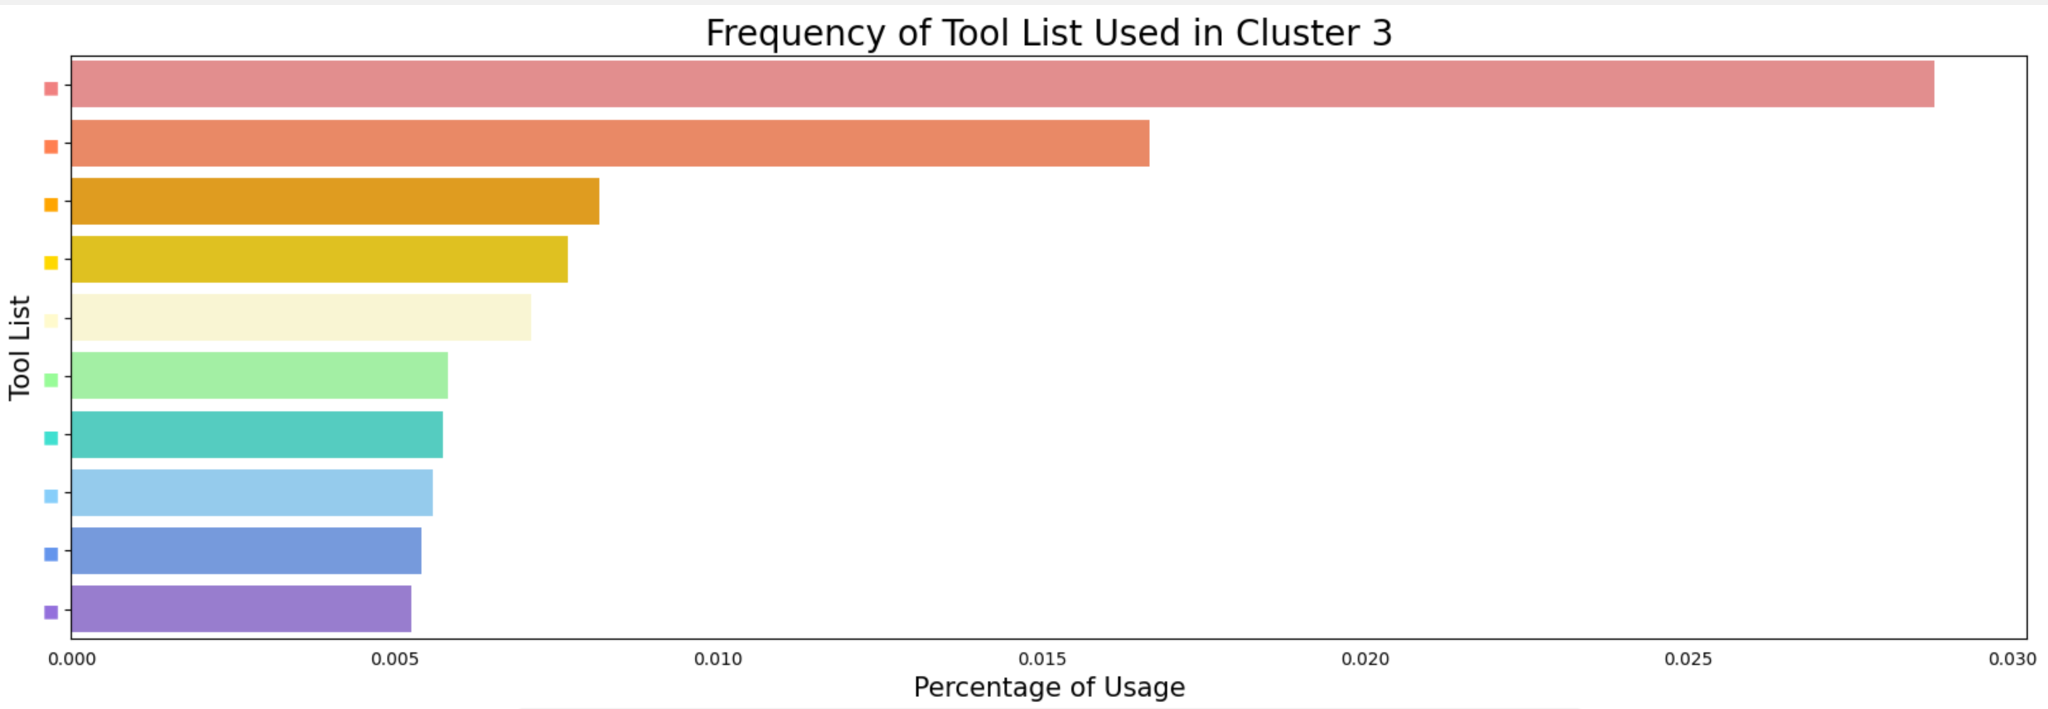 Frequency of Tool List Used in Cluster 3
Tool List
0.000 0.005 0.010 0.015 0.020 0.025 0.030
Percentage of Usage